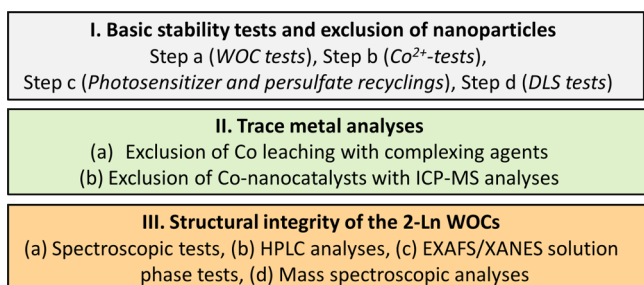 I. Basic stability tests and exclusion of nanoparticles
Step a (WOC tests), Step b (Co²⁺-tests),
Step c (Photosensitizer and persulfate recyclings), Step d (DLS tests)
II. Trace metal analyses
(a) Exclusion of Co leaching with complexing agents
(b) Exclusion of Co-nanocatalysts with ICP-MS analyses
III. Structural integrity of the 2-Ln WOCs
(a) Spectroscopic tests, (b) HPLC analyses, (c) EXAFS/XANES solution
phase tests, (d) Mass spectroscopic analyses